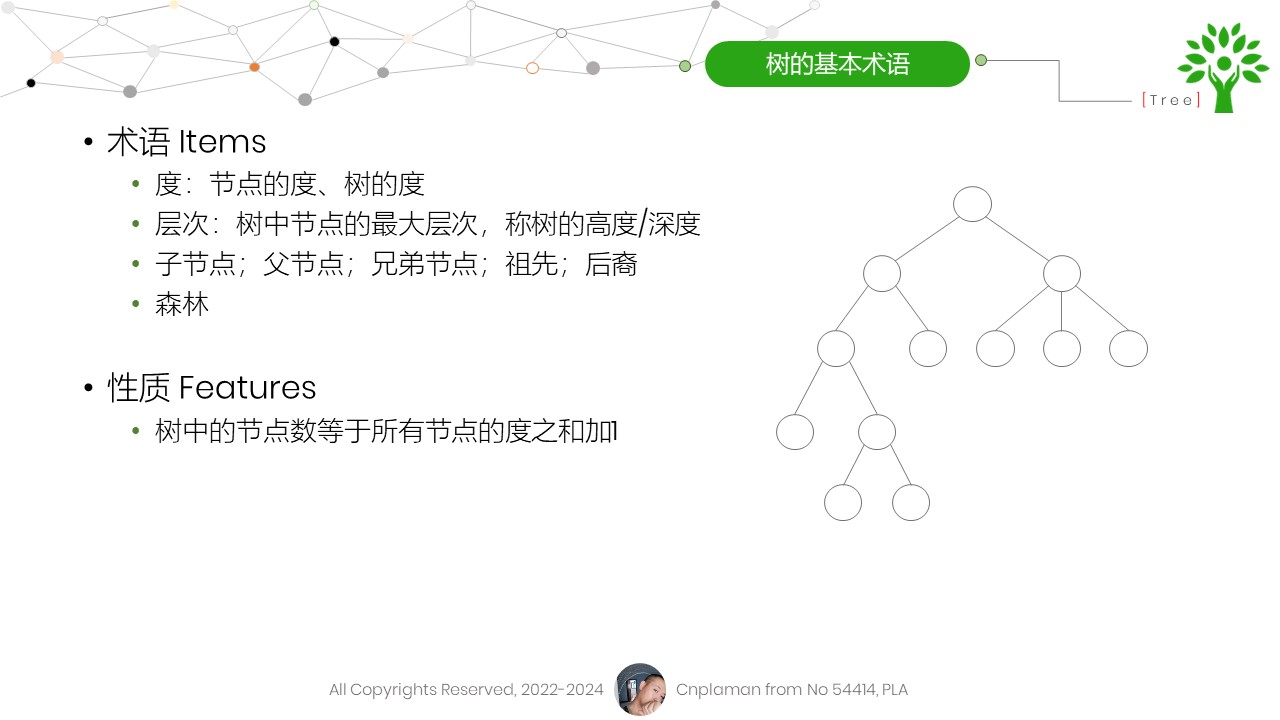 树的基本术语
[Tree]
• 术语 Items
• 度：节点的度、树的度
• 层次：树中节点的最大层次，称树的高度/深度
• 子节点；父节点；兄弟节点；祖先；后裔
• 森林
• 性质 Features
• 树中的节点数等于所有节点的度之和加1
All Copyrights Reserved, 2022-2024 Cnplaman from No 54414, PLA